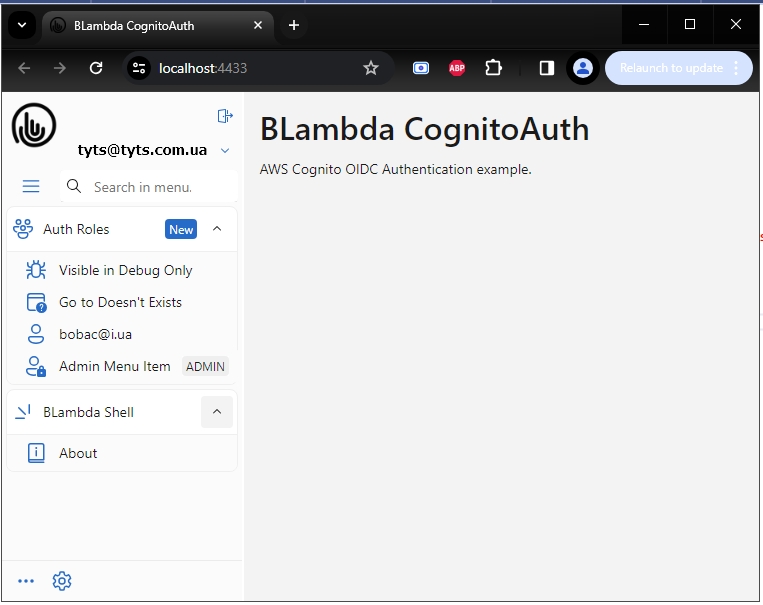 BLambda CognitoAuth
localhost:4433
ABP
Relaunch to update
tyts@tyts.com.ua
Search in menu.
Auth Roles New
Visible in Debug Only
Go to Doesn't Exists
bobac@i.ua
Admin Menu Item ADMIN
BLambda Shell
About
BLambda CognitoAuth
AWS Cognito OIDC Authentication example.